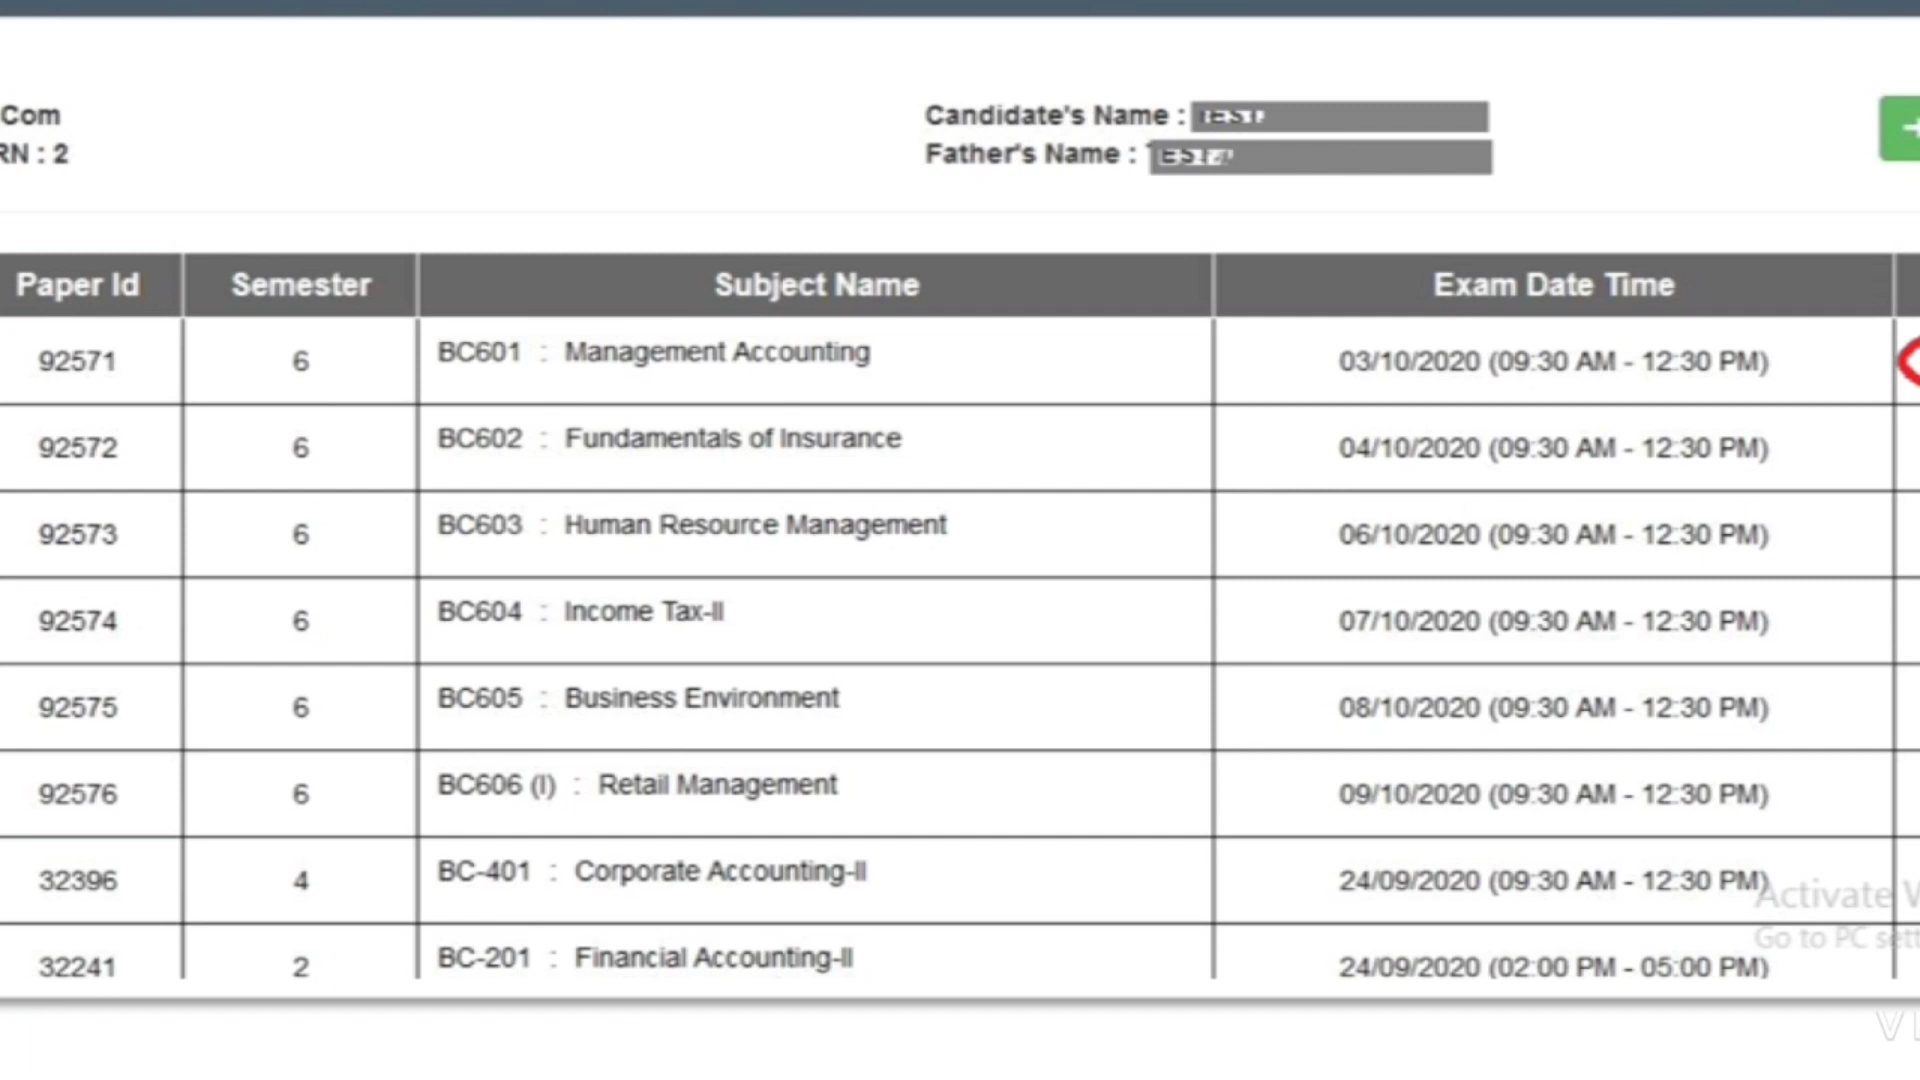 Com
RN : 2
Candidate's Name :
Father's Name :
Paper Id Semester Subject Name Exam Date Time
92571 6 BC601 : Management Accounting 03/10/2020 (09:30 AM - 12:30 PM)
92572 6 BC602 : Fundamentals of Insurance 04/10/2020 (09:30 AM - 12:30 PM)
92573 6 BC603 : Human Resource Management 06/10/2020 (09:30 AM - 12:30 PM)
92574 6 BC604 : Income Tax-II 07/10/2020 (09:30 AM - 12:30 PM)
92575 6 BC605 : Business Environment 08/10/2020 (09:30 AM - 12:30 PM)
92576 6 BC606 (I) : Retail Management 09/10/2020 (09:30 AM - 12:30 PM)
32396 4 BC-401 : Corporate Accounting-II 24/09/2020 (09:30 AM - 12:30 PM)
32241 2 BC-201 : Financial Accounting-II 24/09/2020 (02:00 PM - 05:00 PM)
Activate W
Go to PC sett